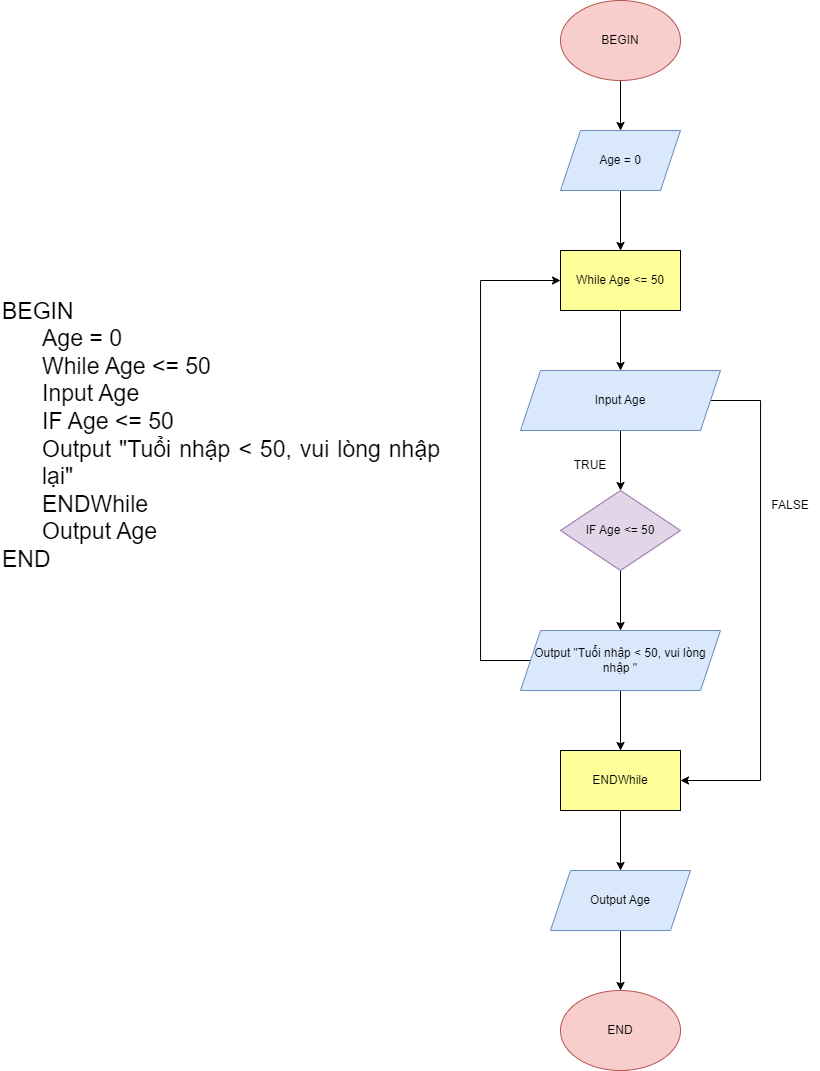 BEGIN
Age = 0
While Age <= 50
Input Age
IF Age <= 50
Output "Tuổi nhập < 50, vui lòng nhập
lại"
ENDWhile
Output Age
END
BEGIN
Age = 0
While Age <= 50
Input Age
TRUE
FALSE
IF Age <= 50
Output "Tuổi nhập < 50, vui lòng
nhập "
ENDWhile
Output Age
END